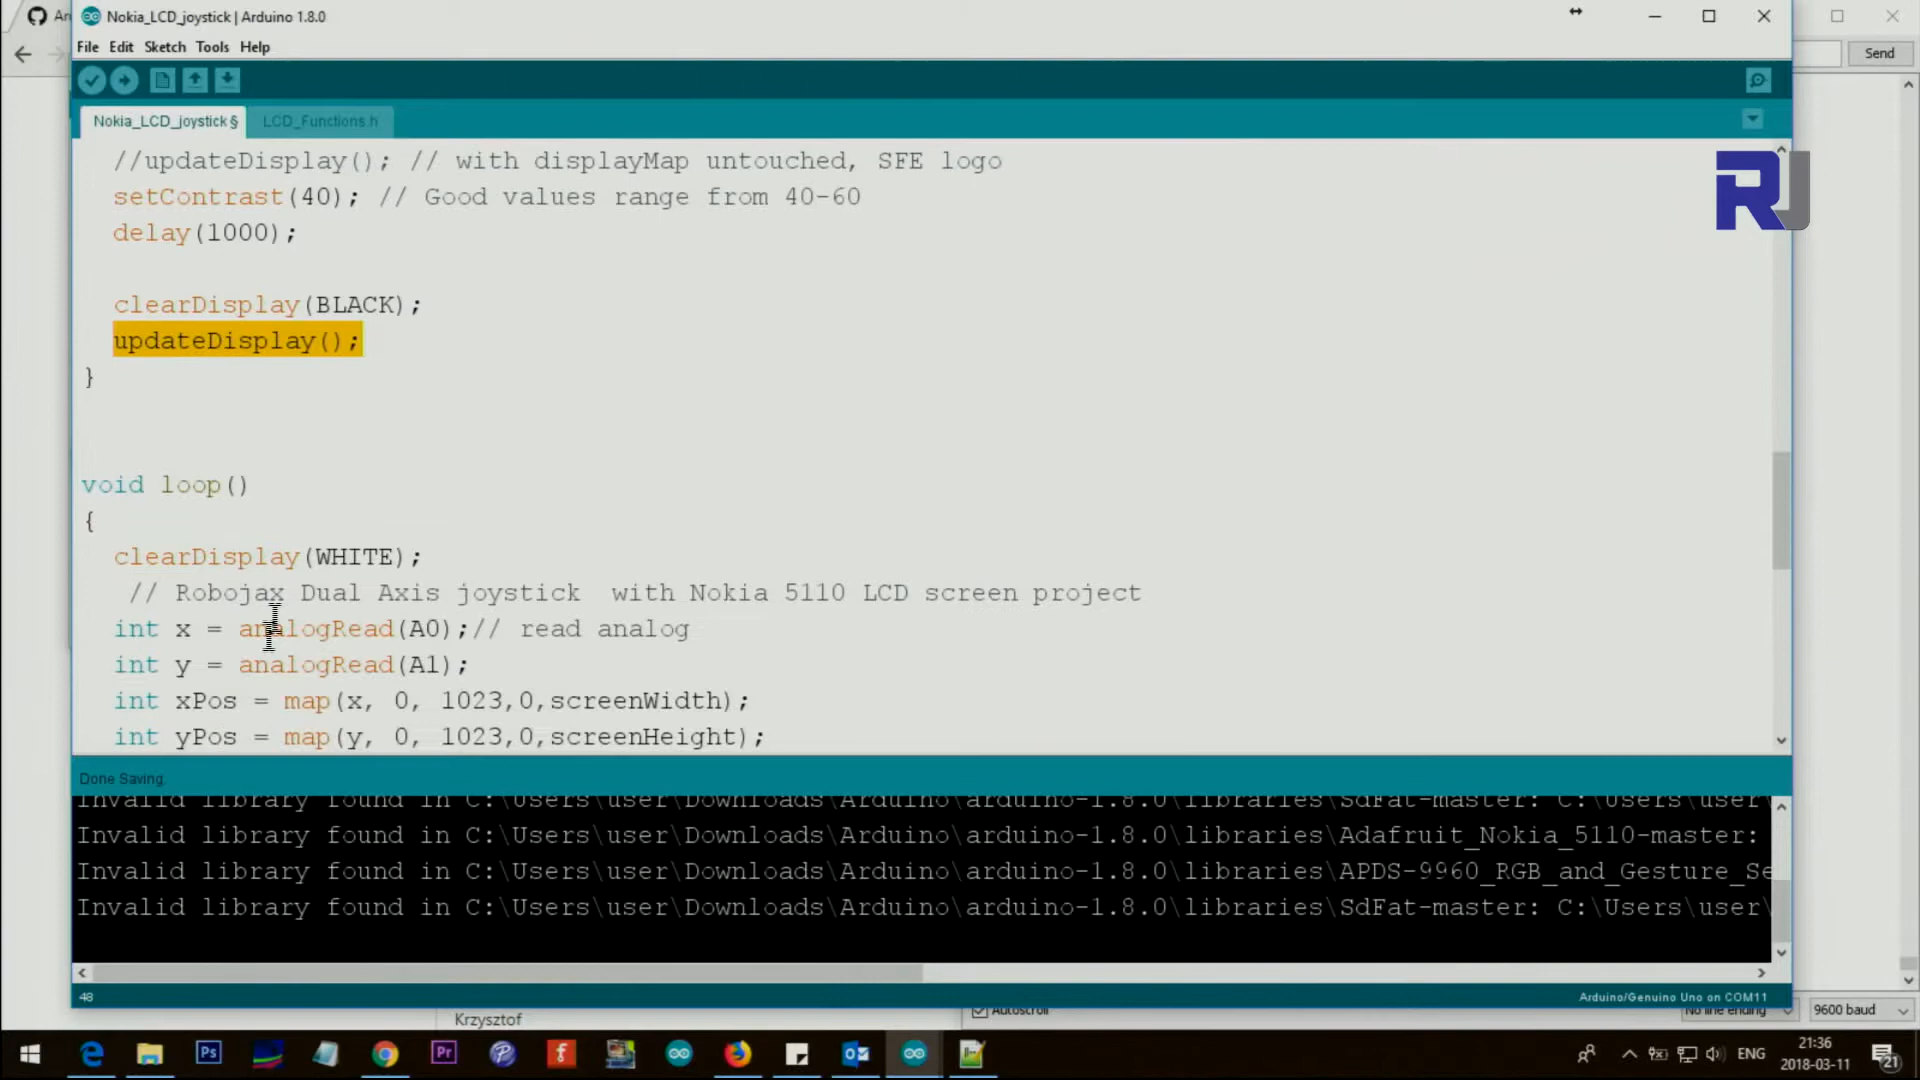 Ar
Nokia_LCD_joystick | Arduino 1.8.0
File Edit Sketch Tools Help
Send
Nokia_LCD_joystick §
LCD_Functions.h
//updateDisplay(); // with displayMap untouched, SFE logo
setContrast(40); // Good values range from 40-60
delay(1000);
clearDisplay(BLACK);
updateDisplay();
}
void loop()
{
clearDisplay(WHITE);
// Robojax Dual Axis joystick  with Nokia 5110 LCD screen project
int x = analogRead(A0);// read analog
int y = analogRead(A1);
int xPos = map(x, 0, 1023,0,screenWidth);
int yPos = map(y, 0, 1023,0,screenHeight);
RJ
Done Saving.
Invalid library found in C:\Users\user\Downloads\Arduino\arduino-1.8.0\libraries\SdFat-master: C:\Users\user\
Invalid library found in C:\Users\user\Downloads\Arduino\arduino-1.8.0\libraries\Adafruit_Nokia_5110-master:
Invalid library found in C:\Users\user\Downloads\Arduino\arduino-1.8.0\libraries\APDS-9960_RGB_and_Gesture_Se
Invalid library found in C:\Users\user\Downloads\Arduino\arduino-1.8.0\libraries\SdFat-master: C:\Users\user\
48
Arduino/Genuino Uno on COM11
Krzysztof
Autoscroll
No line ending
9600 baud
Ps
Pr
ENG
21:36
2018-03-11
21